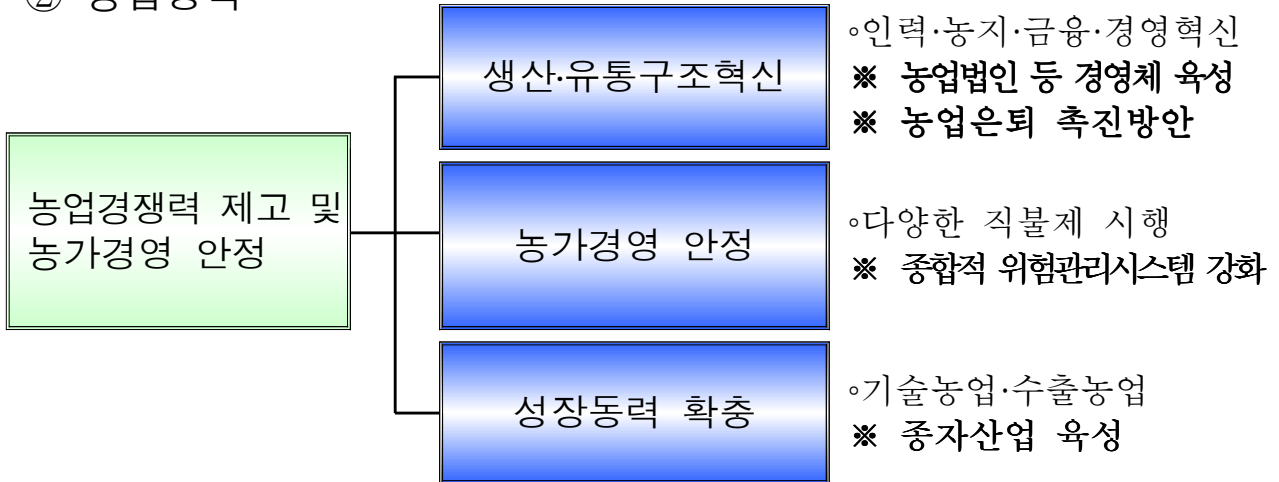 농업경쟁력 제고 및
농가경영 안정
생산·유통구조혁신
◦인력·농지·금융·경영혁신
※ 농업법인 등 경영체 육성
※ 농업은퇴 촉진방안
농가경영 안정
◦다양한 직불제 시행
※ 종합적 위험관리시스템 강화
성장동력 확충
◦기술농업·수출농업
※ 종자산업 육성